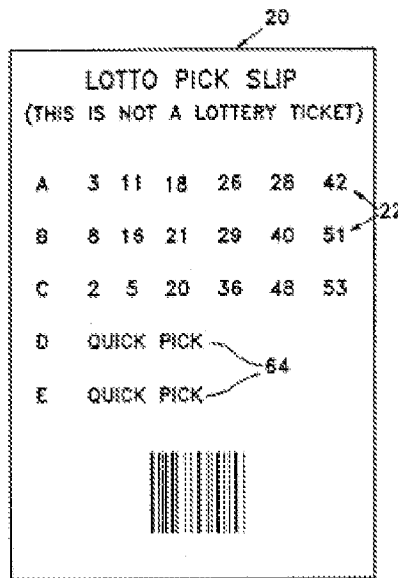 20
LOTTO PICK SLIP
(THIS IS NOT A LOTTERY TICKET)
A 3 11 18 26 28 42
22
B 8 16 21 29 40 51
C 2 5 20 36 48 53
D QUICK PICK
64
E QUICK PICK